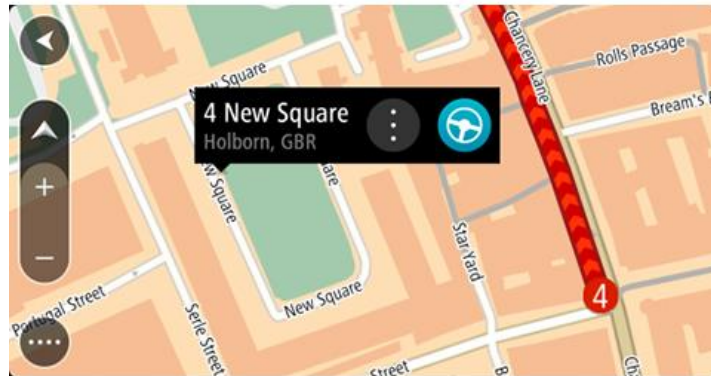 Chancery Lane
Rolls Passage
New Square
4 New Square
Holborn, GBR
Bream's
New Square
Star Yard
4
New Square
Portugal Street
Serle Street
Street